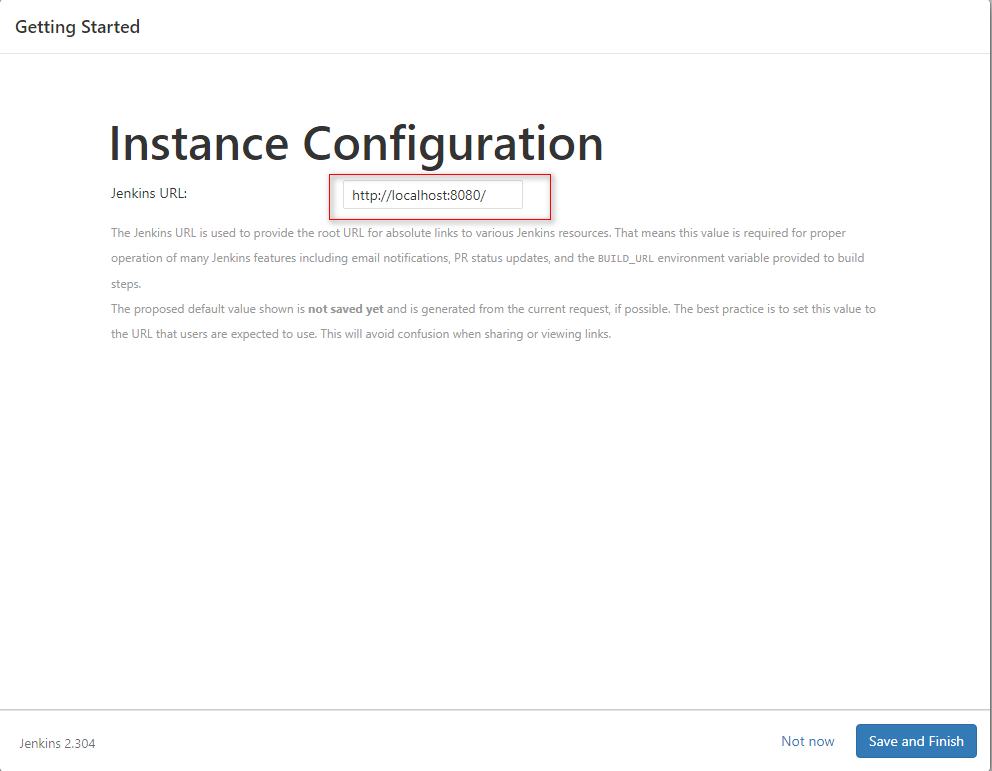 Getting Started
Instance Configuration
Jenkins URL:
http://localhost:8080/
The Jenkins URL is used to provide the root URL for absolute links to various Jenkins resources. That means this value is required for proper
operation of many Jenkins features including email notifications, PR status updates, and the BUILD_URL environment variable provided to build
steps.
The proposed default value shown is not saved yet and is generated from the current request, if possible. The best practice is to set this value to
the URL that users are expected to use. This will avoid confusion when sharing or viewing links.
Jenkins 2.304
Not now
Save and Finish